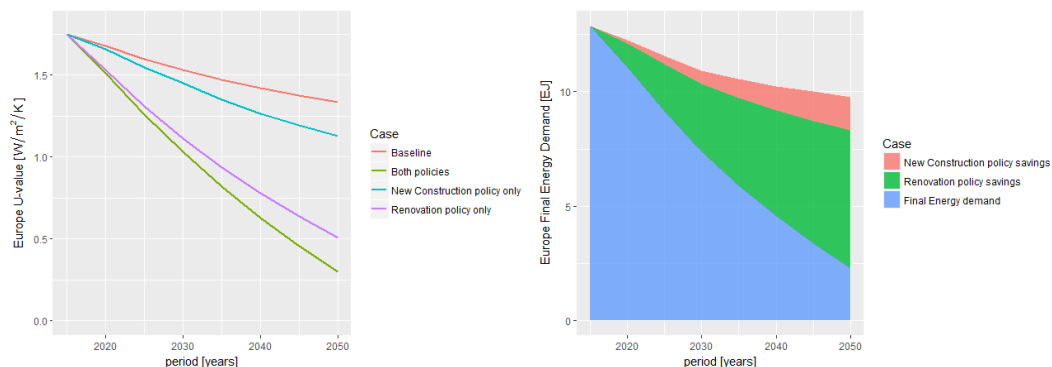 Europe U-value [W/m²/K]
1.5
1.0
0.5
0.0
2020
2030
2040
2050
period [years]
Case
Baseline
Both policies
New Construction policy only
Renovation policy only
Europe Final Energy Demand [EJ]
10
5
0
2020
2030
2040
2050
period [years]
Case
New Construction policy savings
Renovation policy savings
Final Energy demand